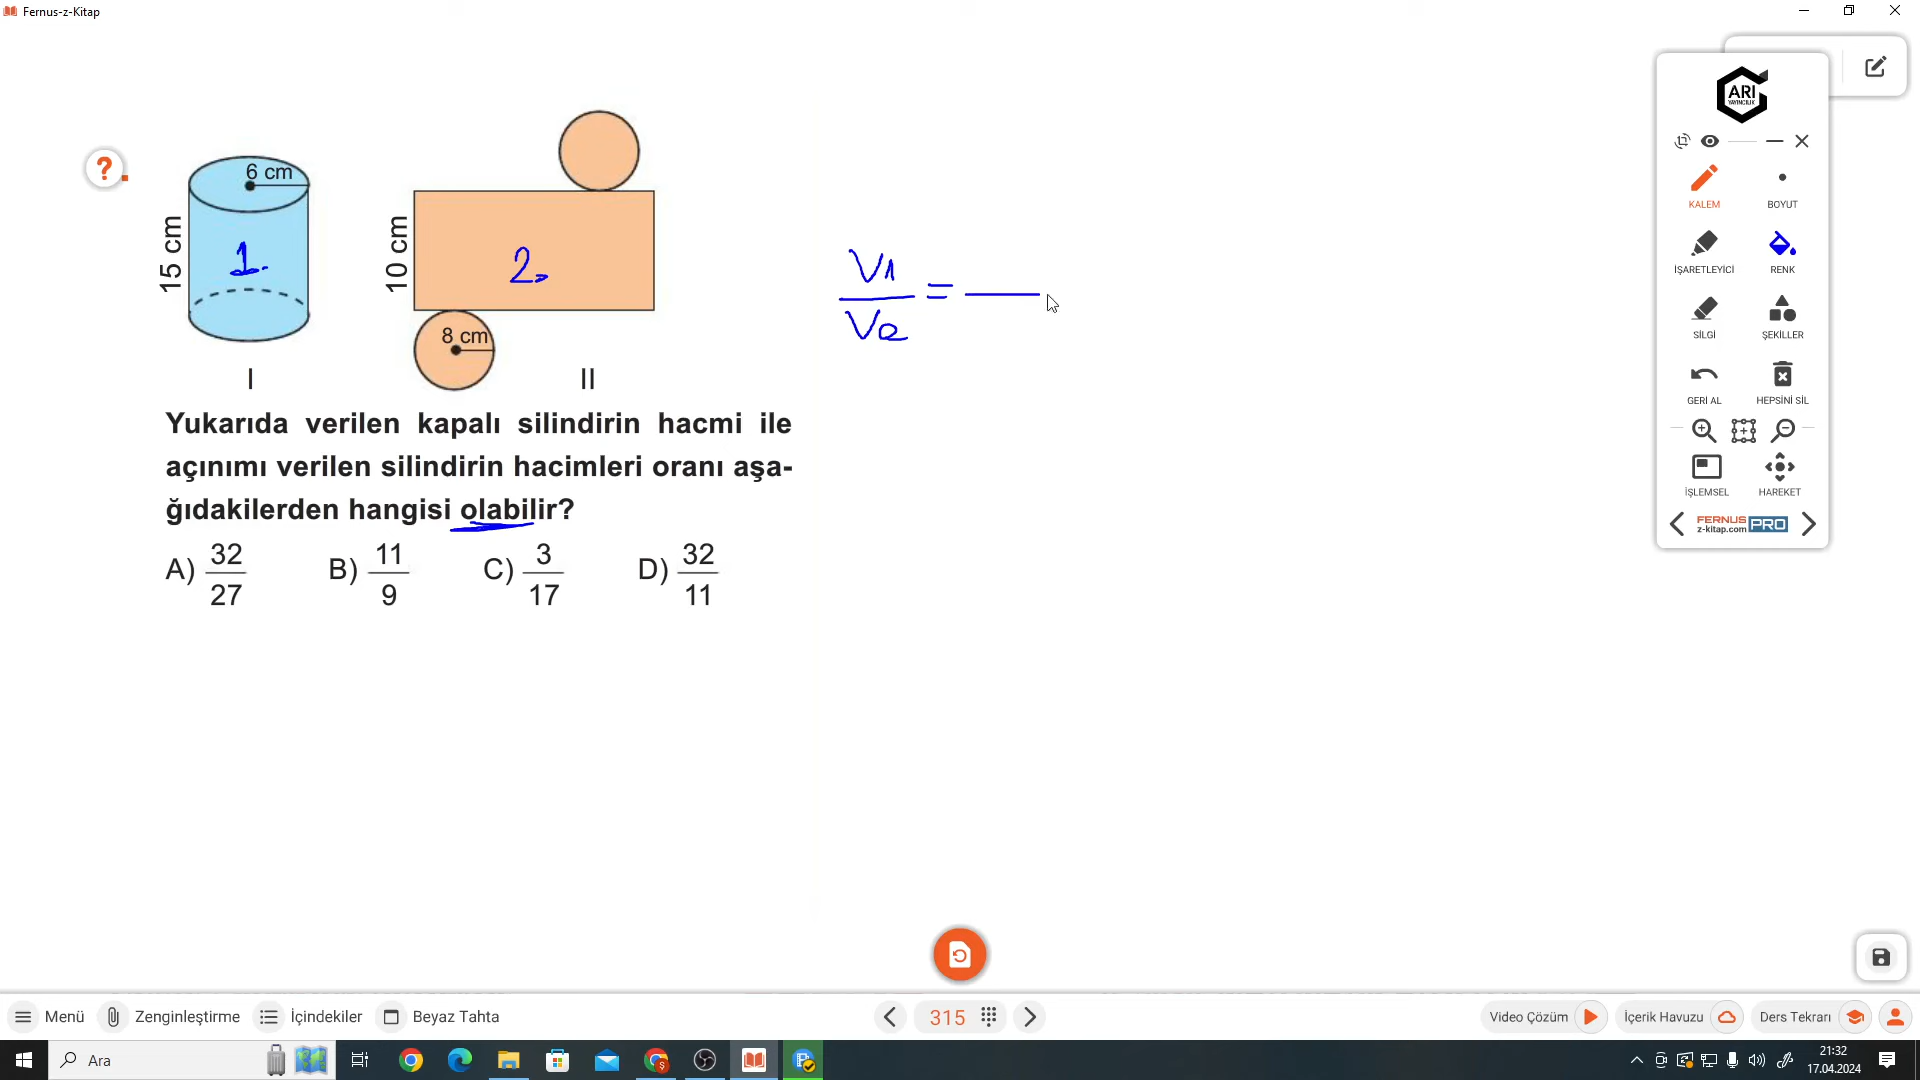 Fernus-z-Kitap
ARI
YAYINCILIK
?
6 cm
15 cm
1.
10 cm
2.
8 cm
I
II
V1
V2
=
KALEM
BOYUT
İŞARETLEYİCİ
RENK
SİLGİ
ŞEKİLLER
GERİ AL
HEPSİNİ SİL
İŞLEMSEL
HAREKET
FERNUS
z-kitap.com PRO
Yukarıda verilen kapalı silindirin hacmi ile
açınımı verilen silindirin hacimleri oranı aşa-
ğıdakilerden hangisi olabilir?
A) 32/27 B) 11/9 C) 3/17 D) 32/11
Menü Zenginleştirme İçindekiler Beyaz Tahta 315 Video Çözüm İçerik Havuzu Ders Tekrarı
Ara
21:32
17.04.2024